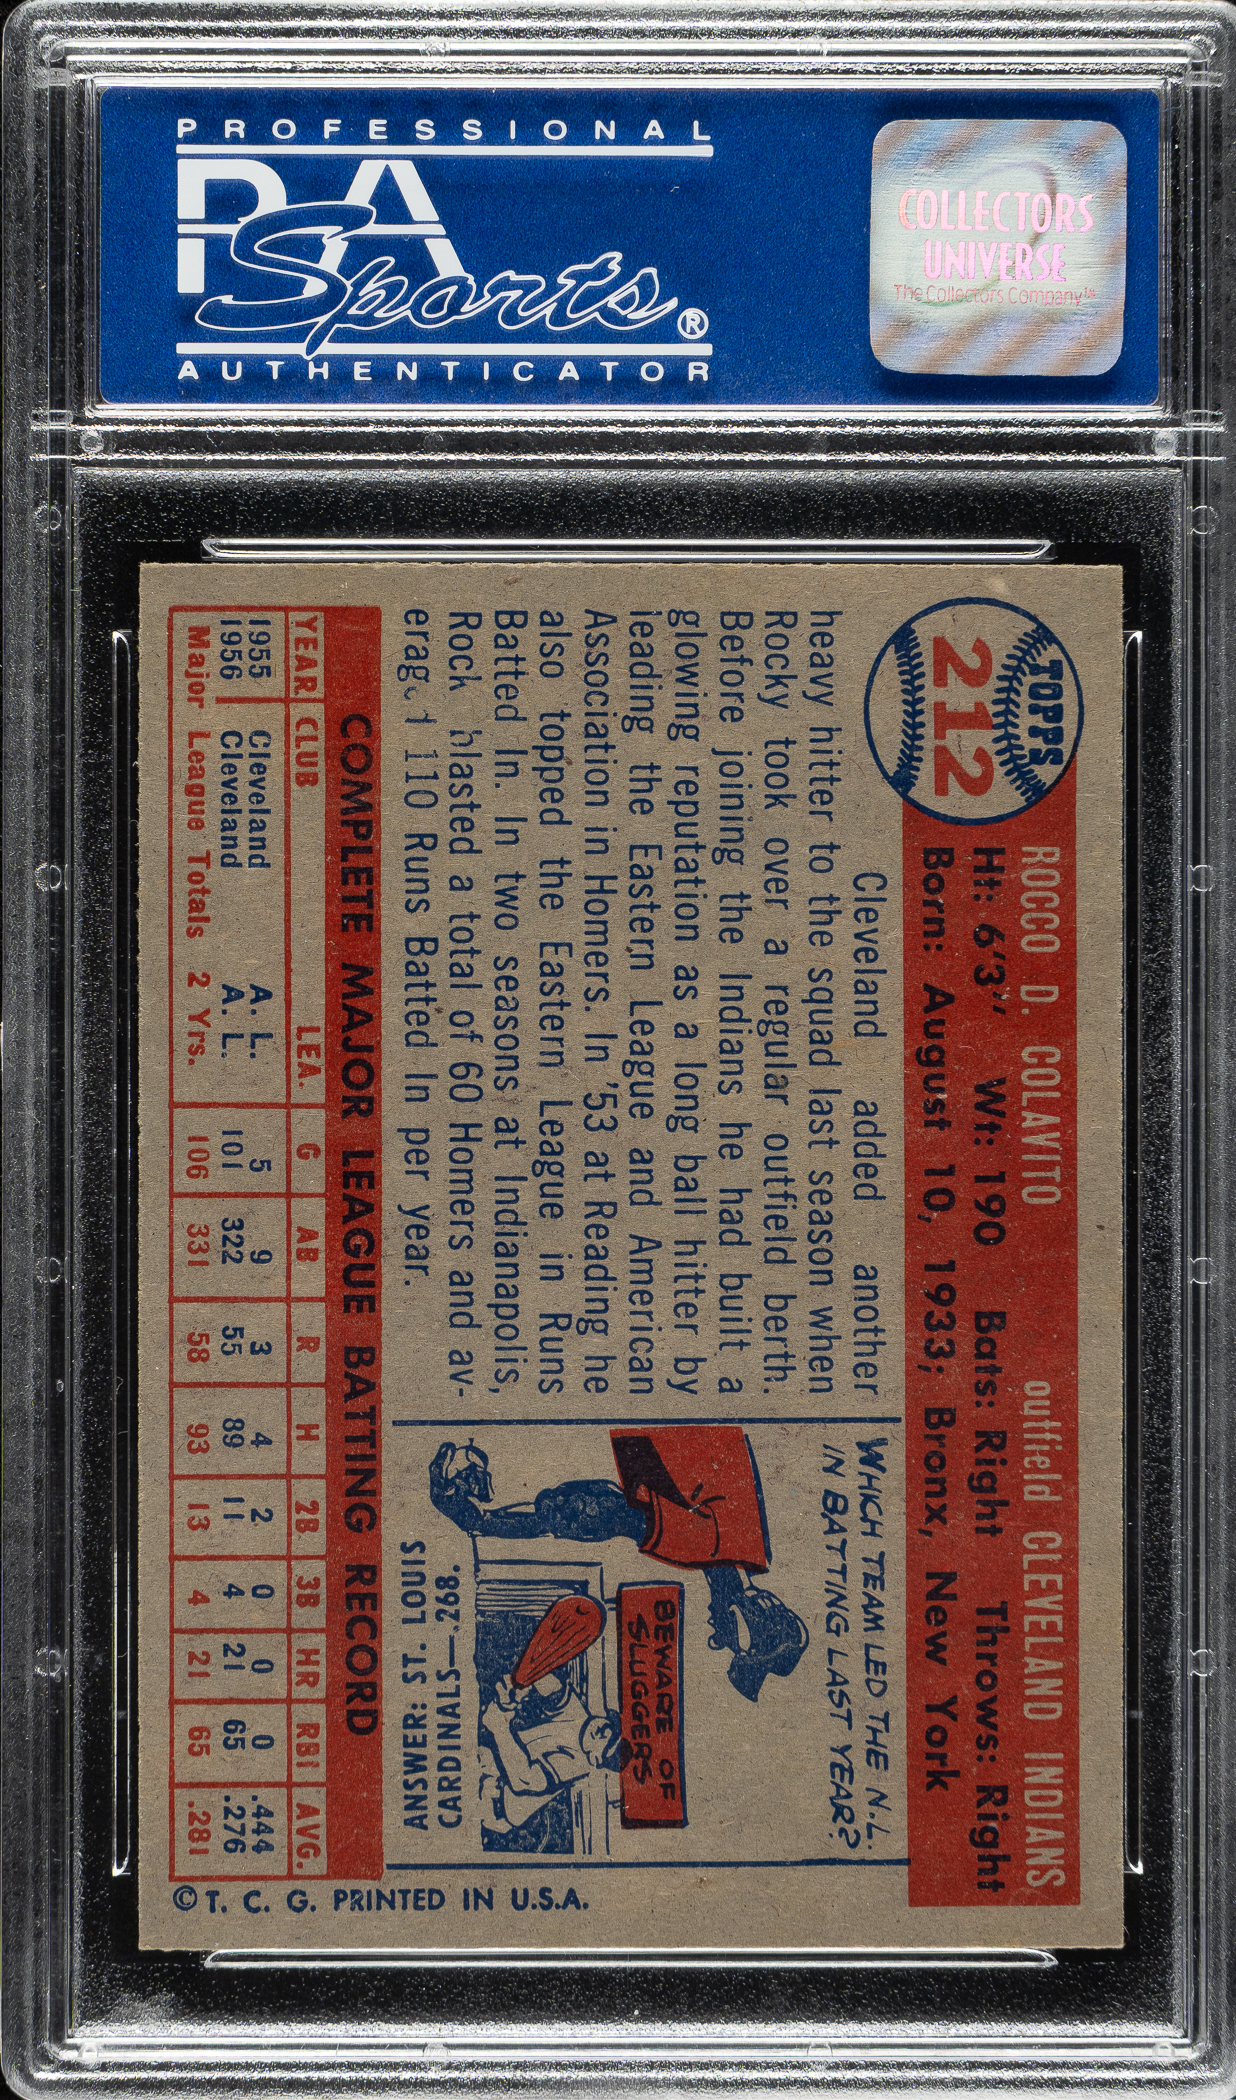 PROFESSIONAL
PSA
Sports®
AUTHENTICATOR
COLLECTORS
UNIVERSE
The Collectors Company™
TOPPS
212
ROCCO D. COLAVITO outfield CLEVELAND INDIANS
Ht: 6'3" Wt: 190 Bats: Right Throws: Right
Born: August 10, 1933; Bronx, New York
Cleveland added another
heavy hitter to the squad last season when
Rocky took over a regular outfield berth.
Before joining the Indians he had built a
glowing reputation as a long ball hitter by
leading the Eastern League and American
Association in Homers. In '53 at Reading he
also topped the Eastern League in Runs
Batted In. In two seasons at Indianapolis,
Rock blasted a total of 60 Homers and av-
eraged 110 Runs Batted In per year.
WHICH TEAM LED THE N.L.
IN BATTING LAST YEAR?
BEWARE OF
SLUGGERS
ANSWER: ST. LOUIS
CARDINALS—.268.
COMPLETE MAJOR LEAGUE BATTING RECORD
YEAR CLUB LEA. G AB R H 2B 3B HR RBI AVG.
1955 Cleveland A. L. 5 9 3 4 2 0 0 0 .444
1956 Cleveland A. L. 101 322 55 89 11 4 21 65 .276
Major League Totals 2 Yrs. 106 331 58 93 13 4 21 65 .281
© T. C. G. PRINTED IN U.S.A.